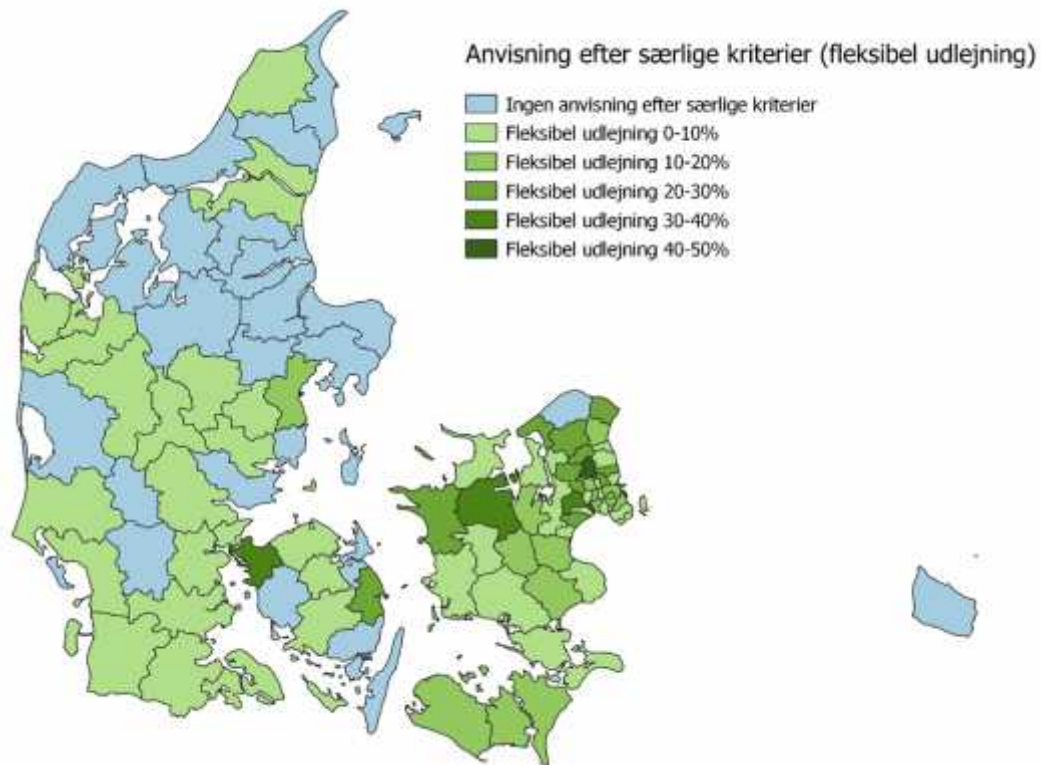 Anvisning efter særlige kriterier (fleksibel udlejning)
Ingen anvisning efter særlige kriterier
Fleksibel udlejning 0-10%
Fleksibel udlejning 10-20%
Fleksibel udlejning 20-30%
Fleksibel udlejning 30-40%
Fleksibel udlejning 40-50%